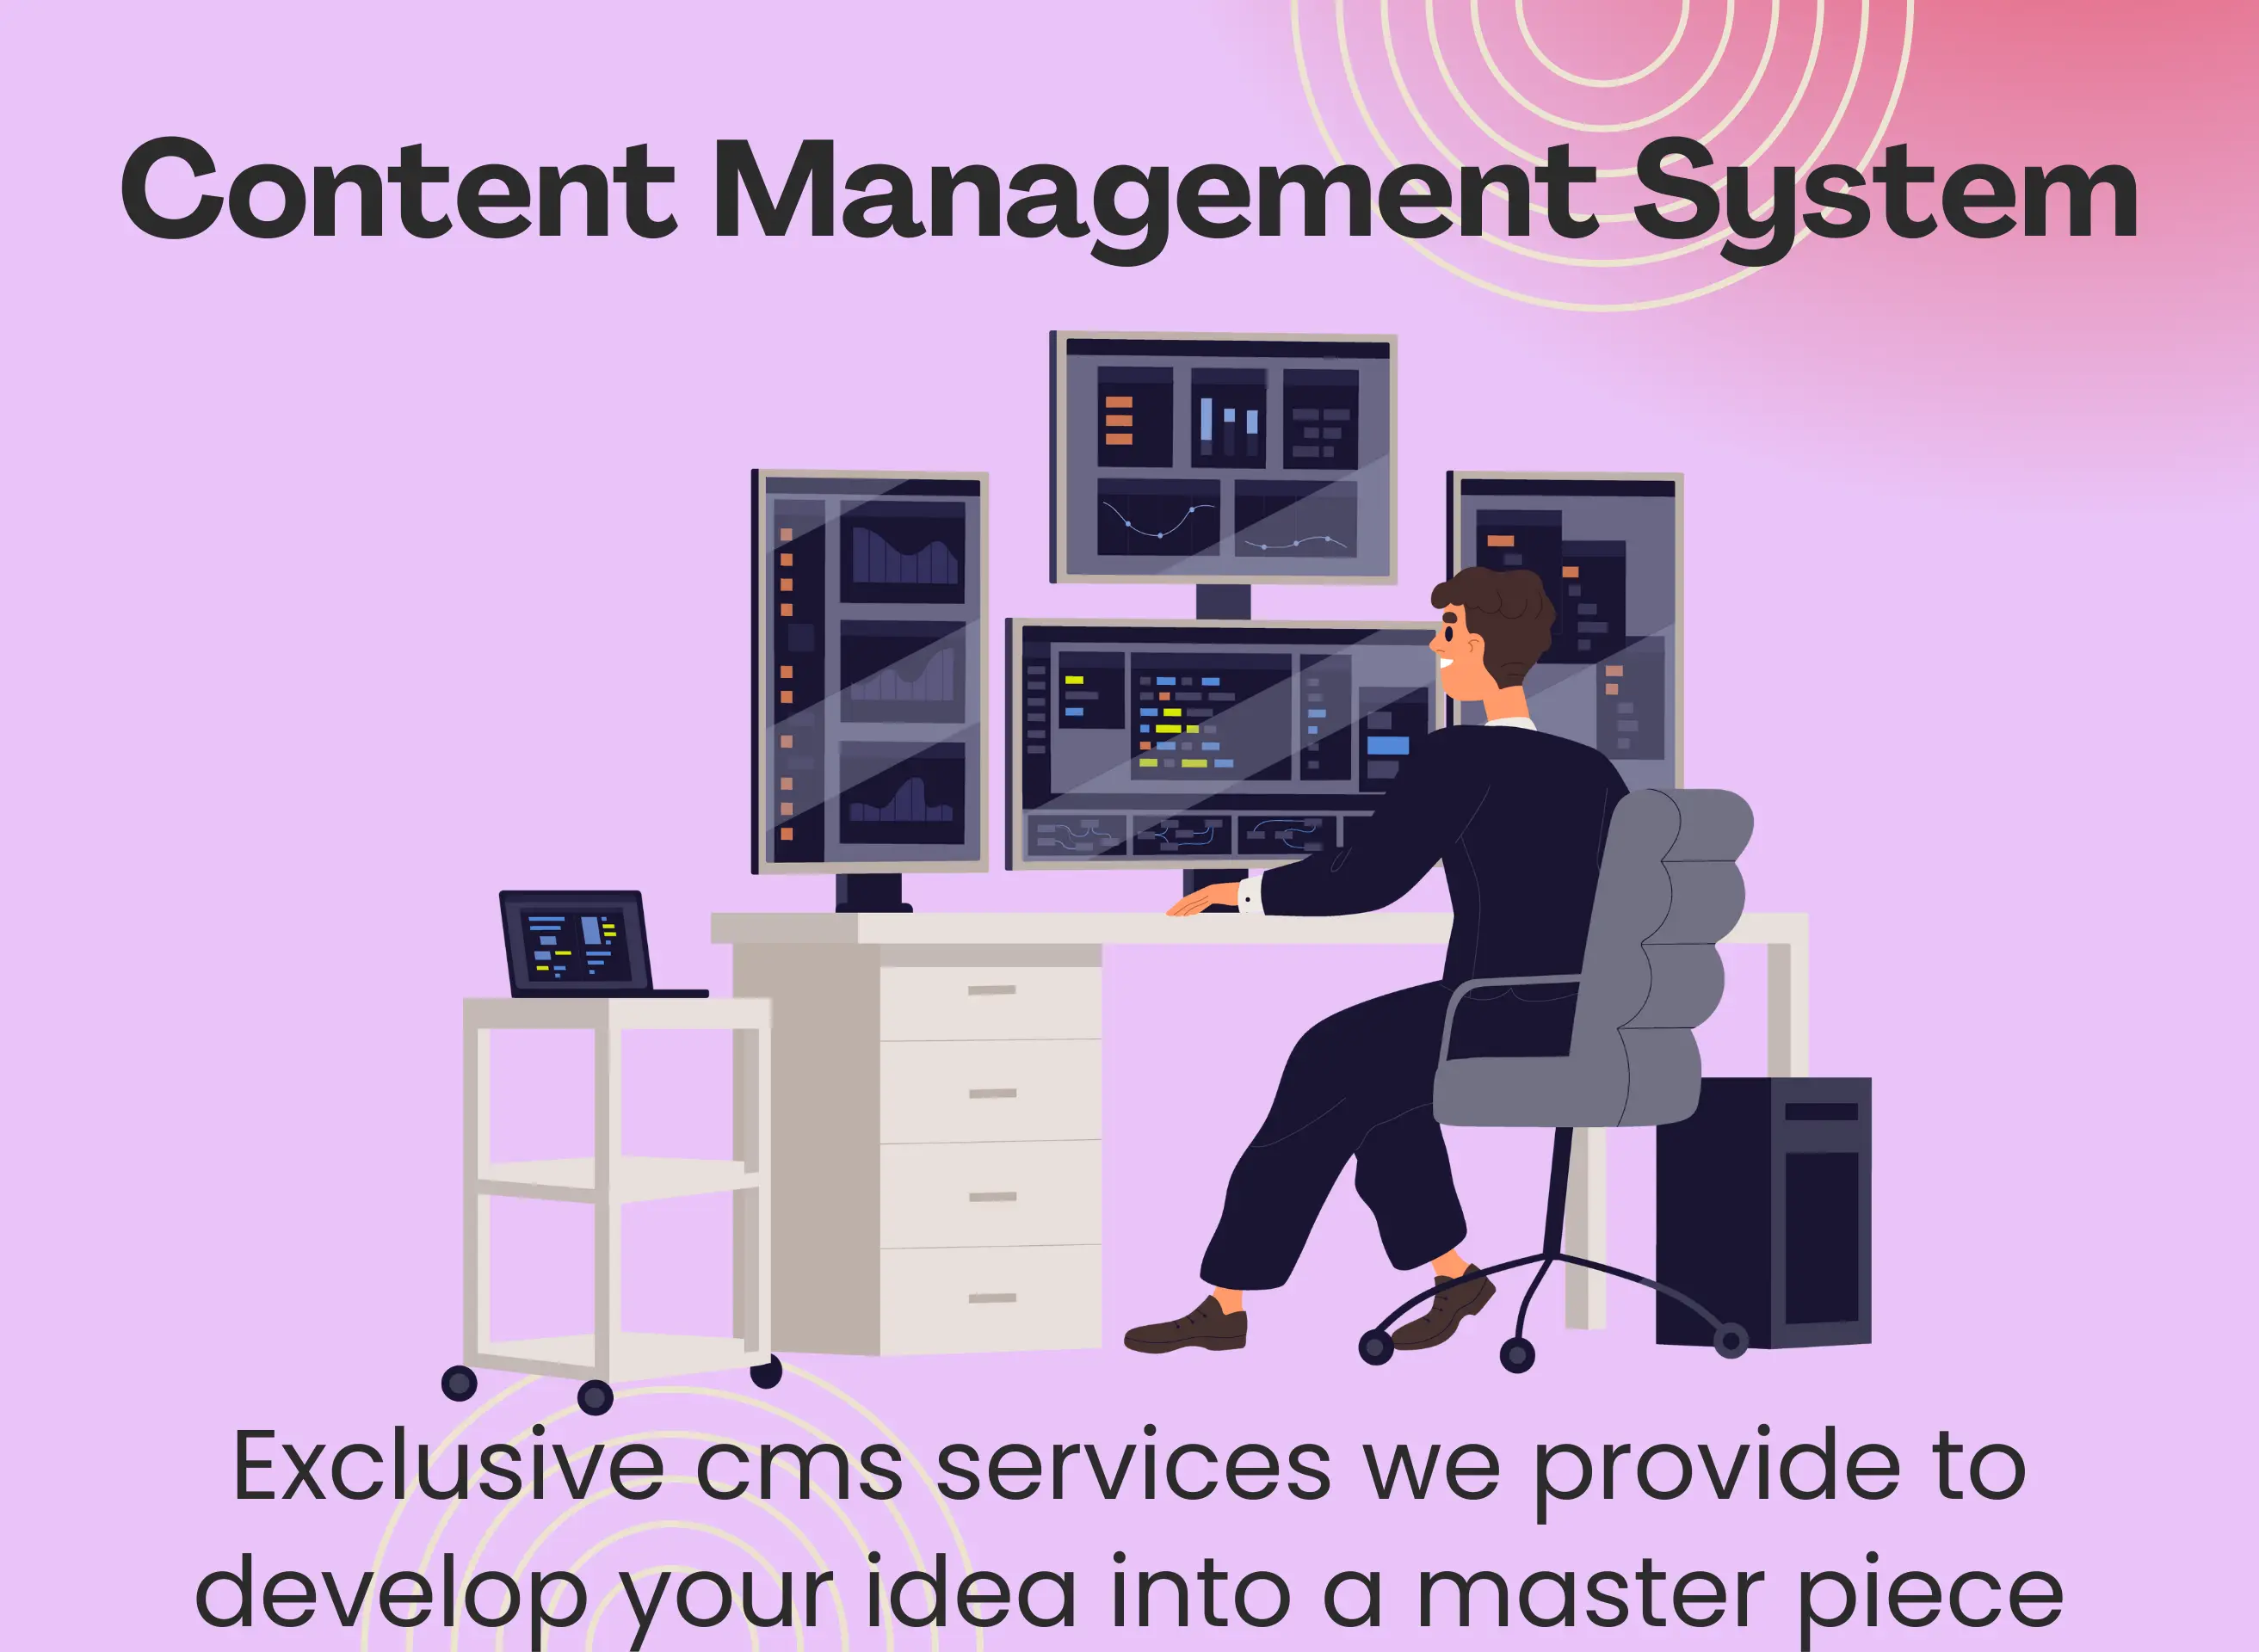 Content Management System
Exclusive cms services we provide to
develop your idea into a master piece